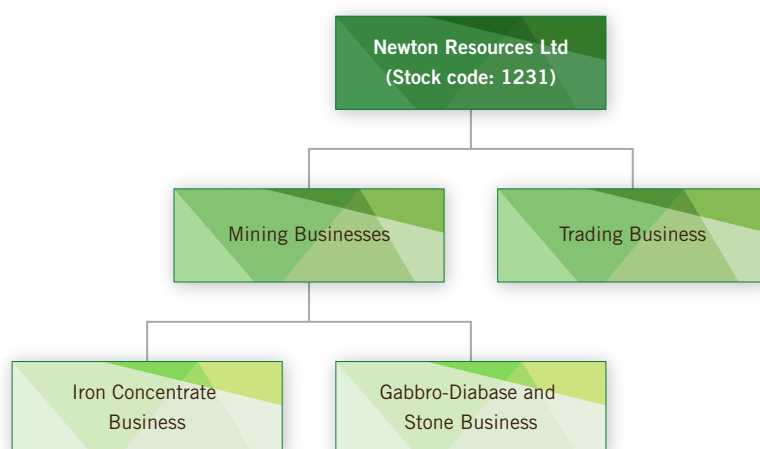 Newton Resources Ltd
(Stock code: 1231)
Mining Businesses
Trading Business
Iron Concentrate
Business
Gabbro-Diabase and
Stone Business